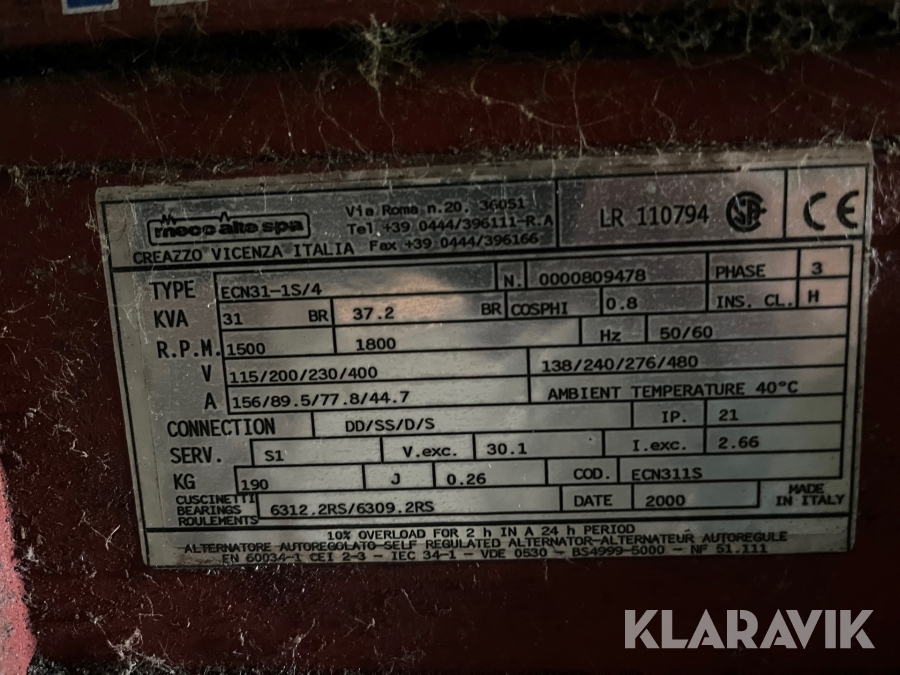 mecc alte spa
Via Roma n.20, 36051
Tel +39 0444/396111-R.A
CREAZZO VICENZA ITALIA Fax +39 0444/396166
LR 110794 SA CE
TYPE ECN31-1S/4 N. 0000809478 PHASE 3
KVA 31 BR 37.2 BR COSPHI 0.8 INS. CL. H
R.P.M. 1500 1800 Hz 50/60
V 115/200/230/400 138/240/276/480
A 156/89.5/77.8/44.7 AMBIENT TEMPERATURE 40°C
CONNECTION DD/SS/D/S IP. 21
SERV. S1 V.exc. 30.1 I.exc. 2.66
KG 190 J 0.26 COD. ECN311S
CUSCINETTI
BEARINGS 6312.2RS/6309.2RS DATE 2000 MADE
ROULEMENTS IN ITALY
10% OVERLOAD FOR 2 h IN A 24 h PERIOD
ALTERNATORE AUTOREGOLATO-SELF REGULATED ALTERNATOR-ALTERNATEUR AUTOREGULE
EN 60034-1 CEI 2-3 - IEC 34-1 - VDE 0530 - BS4999-5000 - NF 51.111
KLARAVIK